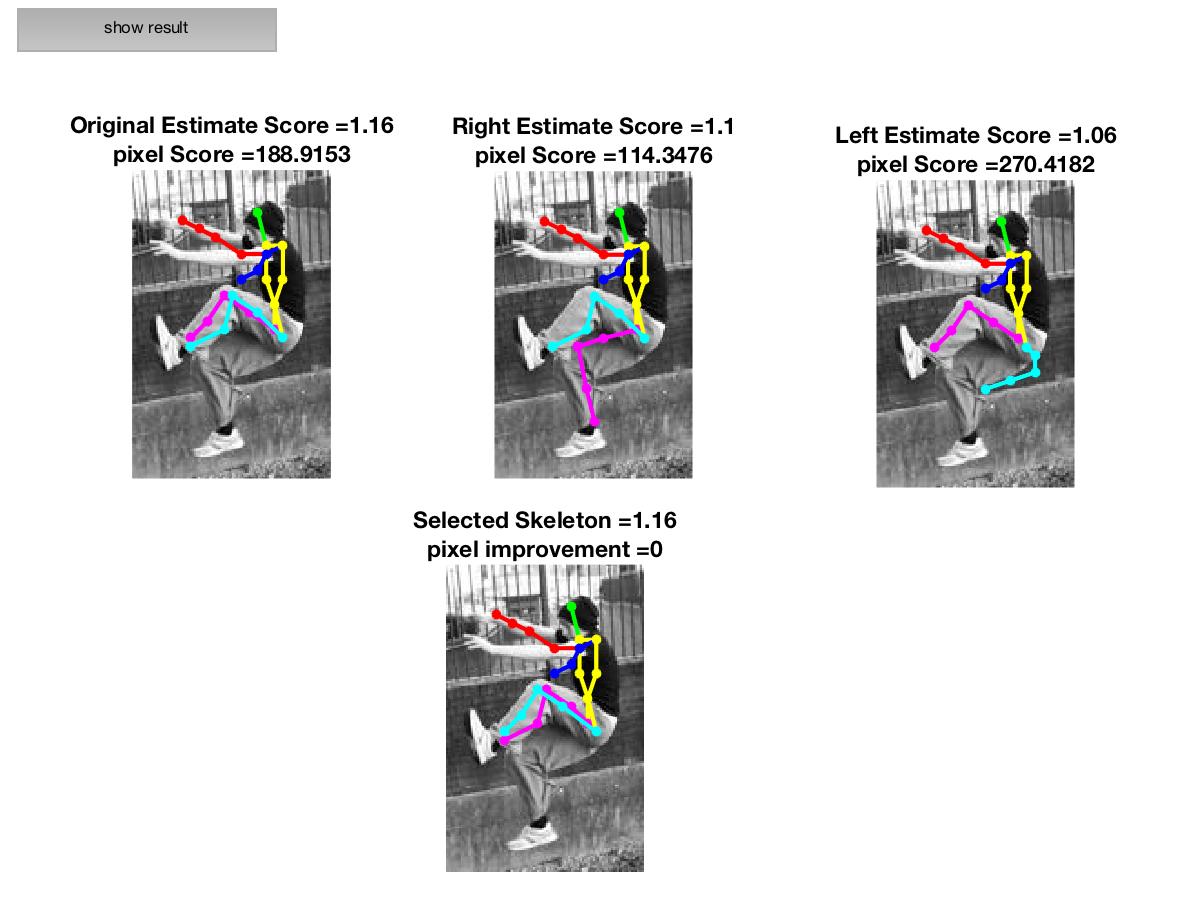 show result
Original Estimate Score =1.16
pixel Score =188.9153
Right Estimate Score =1.1
pixel Score =114.3476
Left Estimate Score =1.06
pixel Score =270.4182
Selected Skeleton =1.16
pixel improvement =0